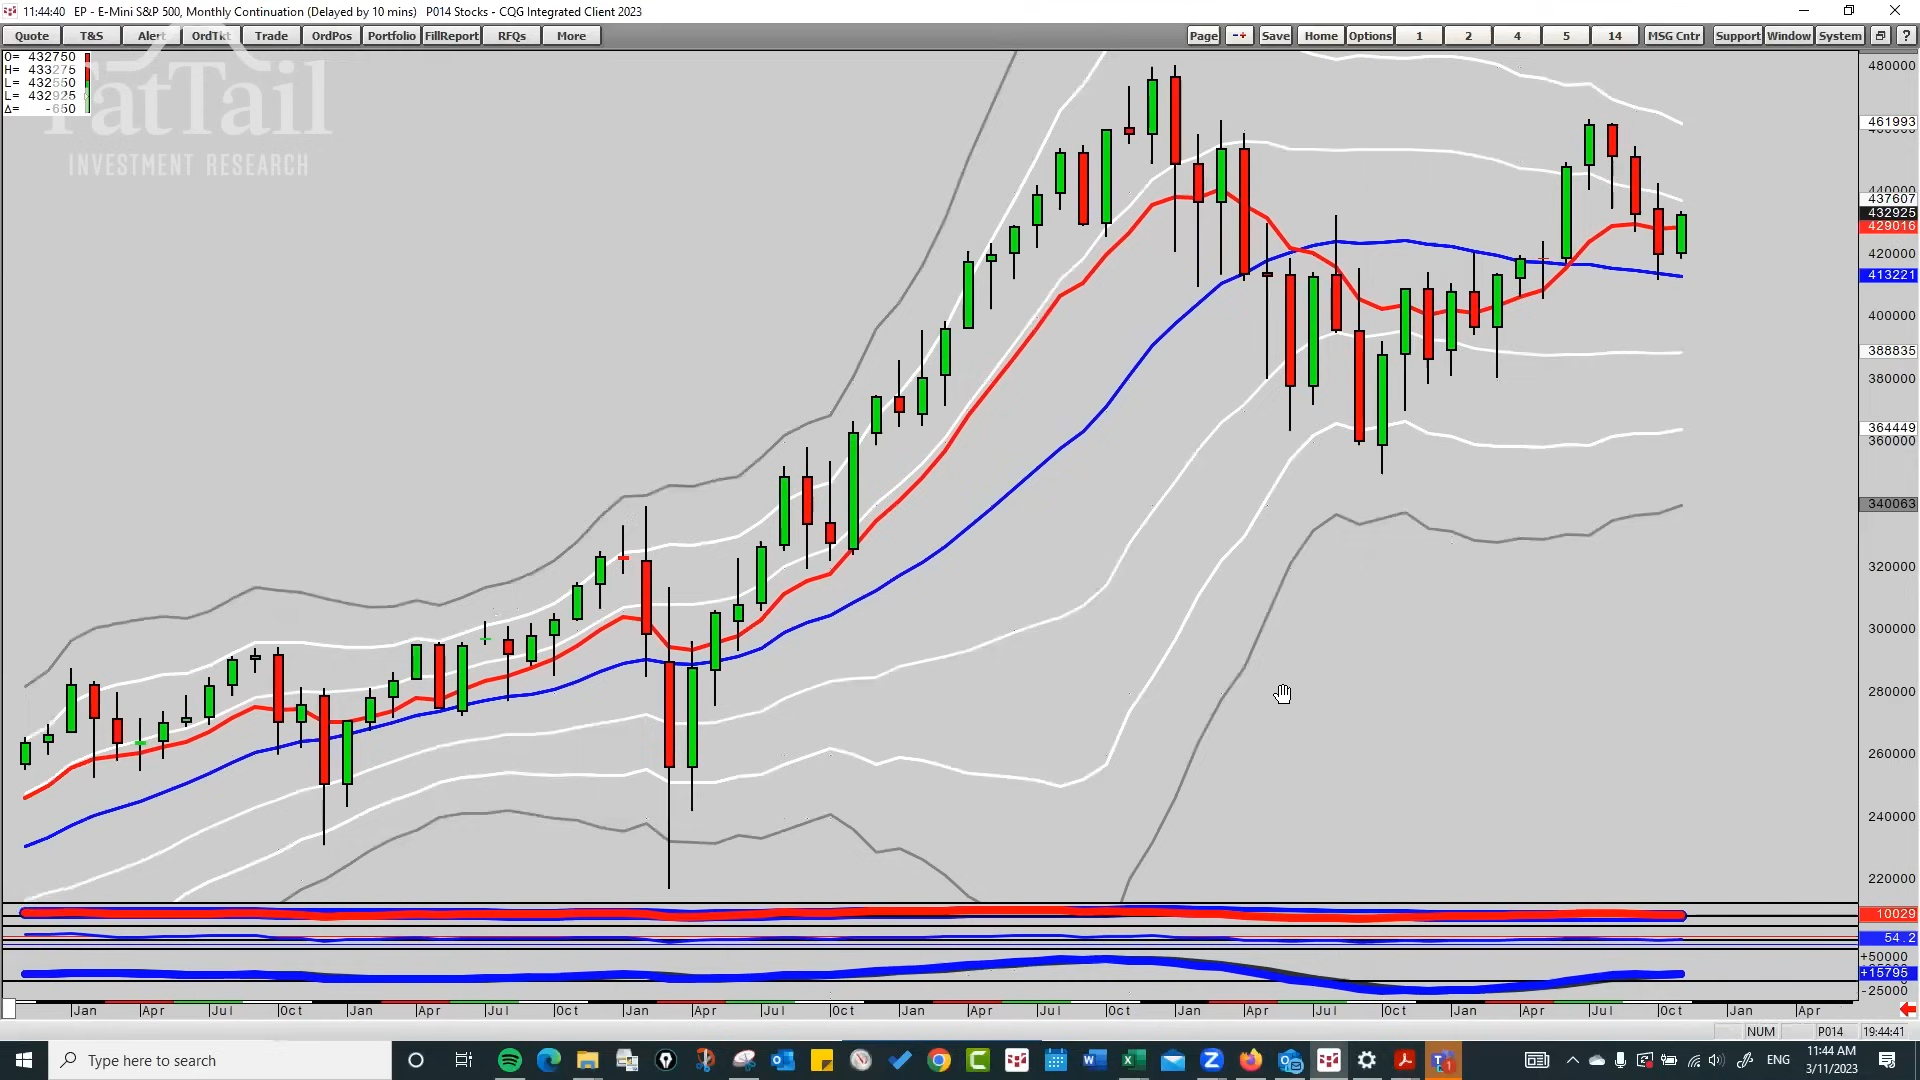 11:44:40 EP - E-Mini S&P 500, Monthly Continuation (Delayed by 10 mins) P014 Stocks - CQG Integrated Client 2023
Quote T&S Alert OrdTkt Trade OrdPos Portfolio FillReport RFQs More Page -+ Save Home Options 1 2 4 5 14 MSG Cntr Support Window System ?
O= 432750
H= 433275
L= 432550
L= 432925
Δ= -650
FatTail
INVESTMENT RESEARCH
480000
461993
437607
432925
429016
420000
413221
400000
388835
380000
364449
360000
340063
320000
300000
280000
260000
240000
220000
10029
54.2
+50000
+15795
-25000
Jan Apr Jul Oct Jan Apr Jul Oct Jan Apr Jul Oct Jan Apr Jul Oct Jan Apr Jul Oct Jan Apr Jul Oct Jan Apr
NUM P014 19:44:41
Type here to search
ENG
11:44 AM
3/11/2023